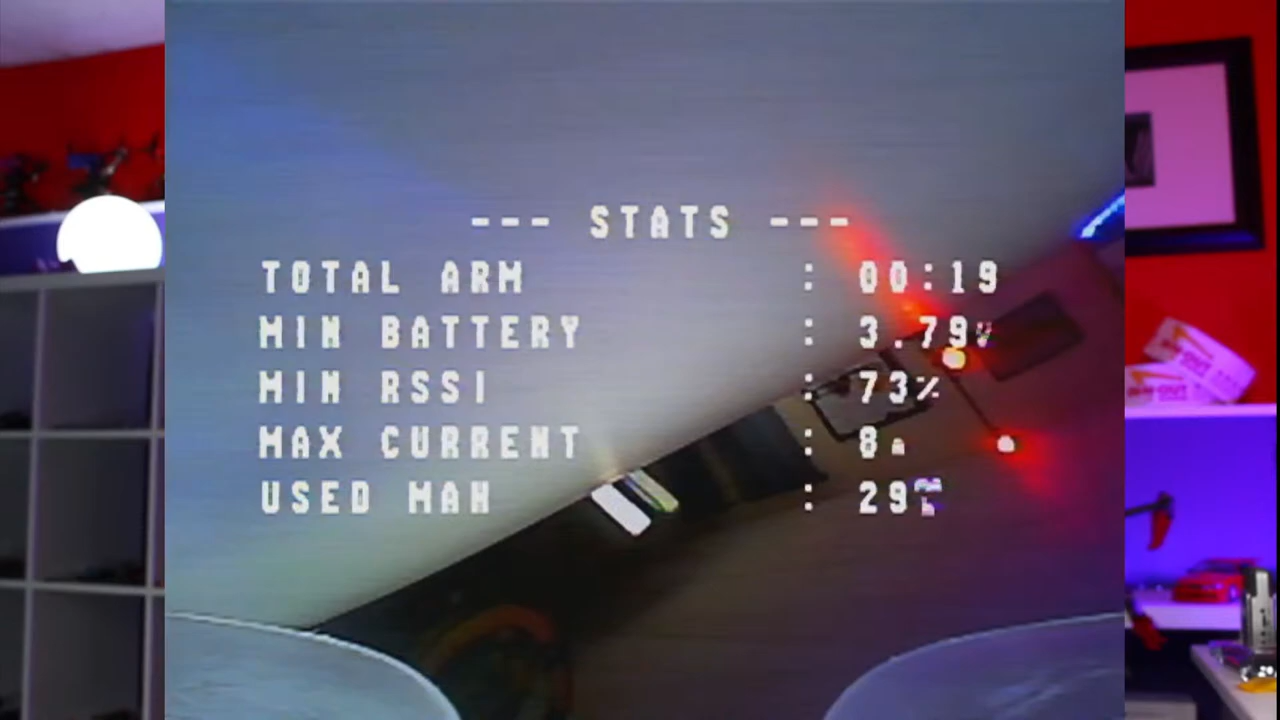 --- STATS ---
TOTAL ARM : 00:19
MIN BATTERY : 3.79V
MIN RSSI : 73%
MAX CURRENT : 8A
USED MAH : 29